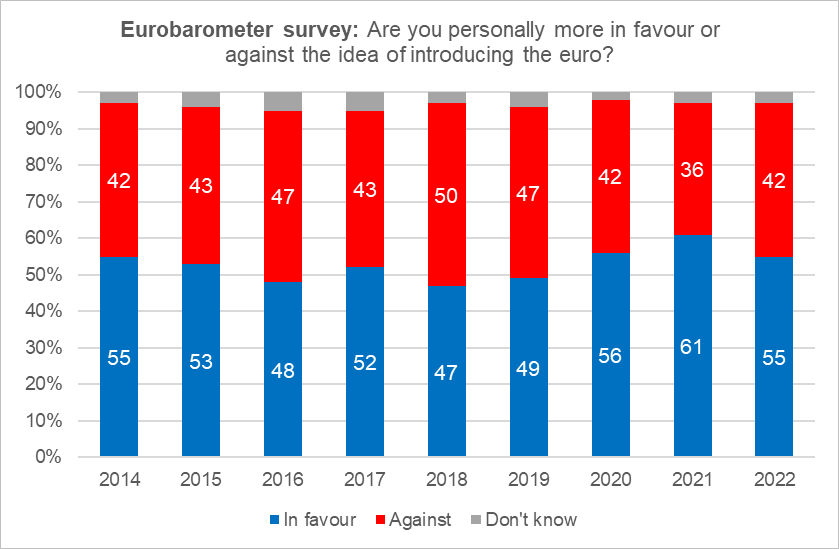 Eurobarometer survey: Are you personally more in favour or
against the idea of introducing the euro?
100%
90%
80%
70%
60%
50%
40%
30%
20%
10%
0%
42 43 47 43 50 47 42 36 42
55 53 48 52 47 49 56 61 55
2014 2015 2016 2017 2018 2019 2020 2021 2022
In favour Against Don't know